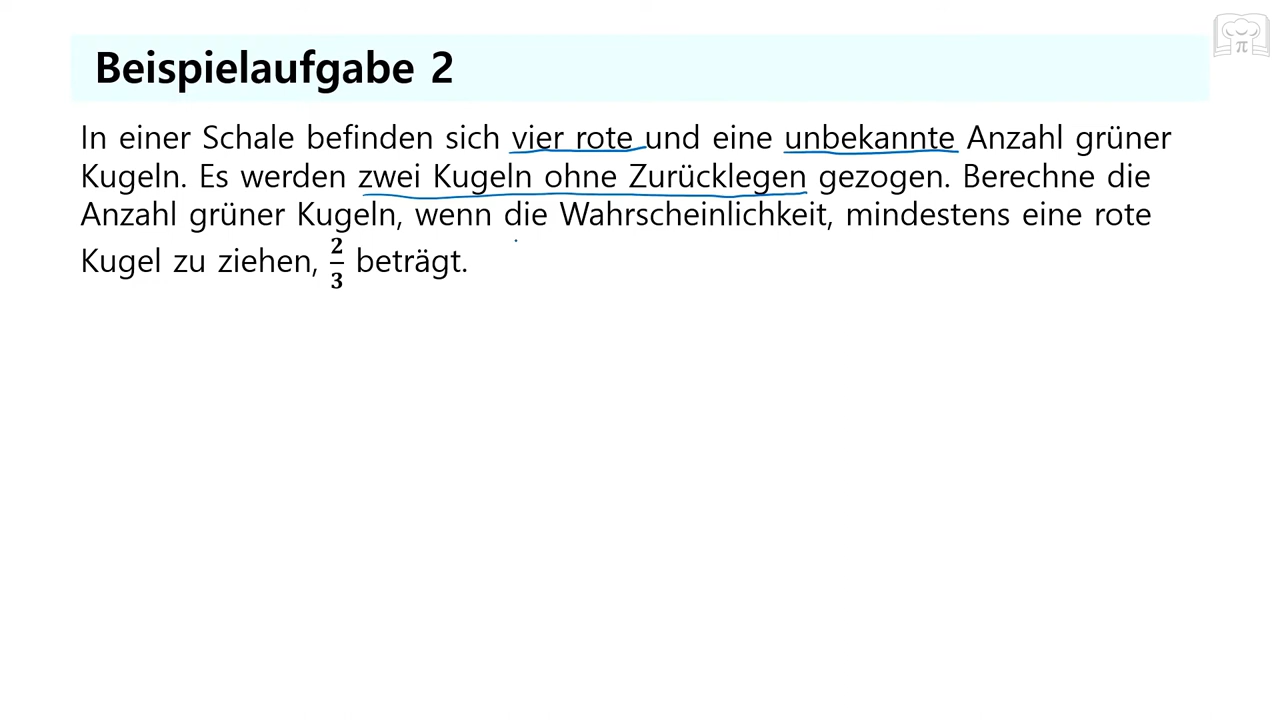 Beispielaufgabe 2
In einer Schale befinden sich vier rote und eine unbekannte Anzahl grüner
Kugeln. Es werden zwei Kugeln ohne Zurücklegen gezogen. Berechne die
Anzahl grüner Kugeln, wenn die Wahrscheinlichkeit, mindestens eine rote
Kugel zu ziehen, 2/3 beträgt.
π